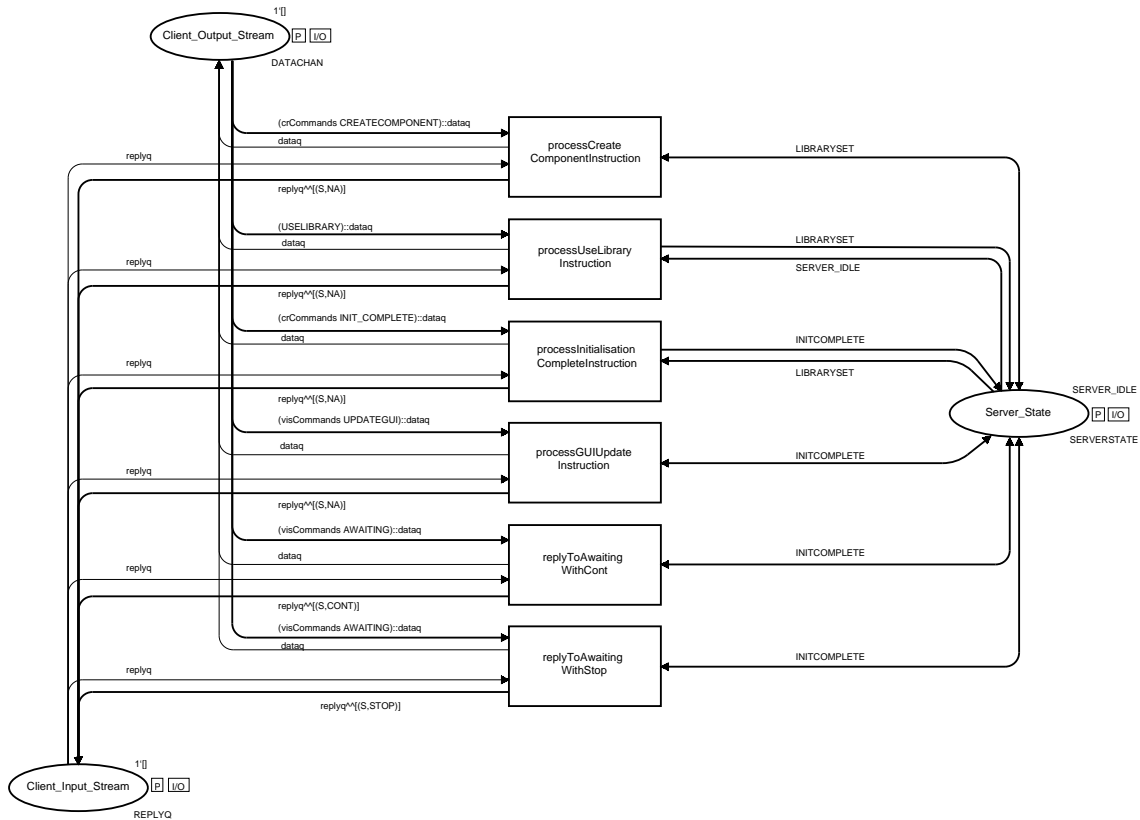 1'[]
Client_Output_Stream
P I/O
DATACHAN
(crCommands CREATECOMPONENT)::dataq
dataq
replyq
replyq^^[(S,NA)]
processCreate
ComponentInstruction
LIBRARYSET
(USELIBRARY)::dataq
dataq
replyq
replyq^^[(S,NA)]
processUseLibrary
Instruction
LIBRARYSET
SERVER_IDLE
(crCommands INIT_COMPLETE)::dataq
dataq
replyq
replyq^^[(S,NA)]
processInitialisation
CompleteInstruction
INITCOMPLETE
LIBRARYSET
SERVER_IDLE
Server_State
P I/O
SERVERSTATE
(visCommands UPDATEGUI)::dataq
dataq
replyq
replyq^^[(S,NA)]
processGUIUpdate
Instruction
INITCOMPLETE
(visCommands AWAITING)::dataq
dataq
replyq
replyq^^[(S,CONT)]
replyToAwaiting
WithCont
INITCOMPLETE
(visCommands AWAITING)::dataq
dataq
replyq
replyq^^[(S,STOP)]
replyToAwaiting
WithStop
INITCOMPLETE
1'[]
Client_Input_Stream
P I/O
REPLYQ